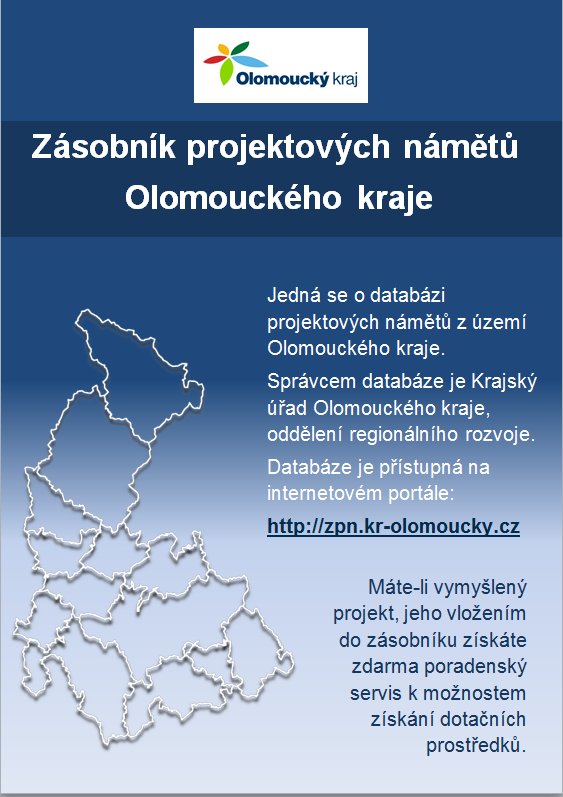 Olomoucký kraj
Zásobník projektových námětů
Olomouckého kraje
Jedná se o databázi
projektových námětů z území
Olomouckého kraje.
Správcem databáze je Krajský
úřad Olomouckého kraje,
oddělení regionálního rozvoje.
Databáze je přístupná na
internetovém portále:
http://zpn.kr-olomoucky.cz
Máte-li vymyšlený
projekt, jeho vložením
do zásobníku získáte
zdarma poradenský
servis k možnostem
získání dotačních
prostředků.